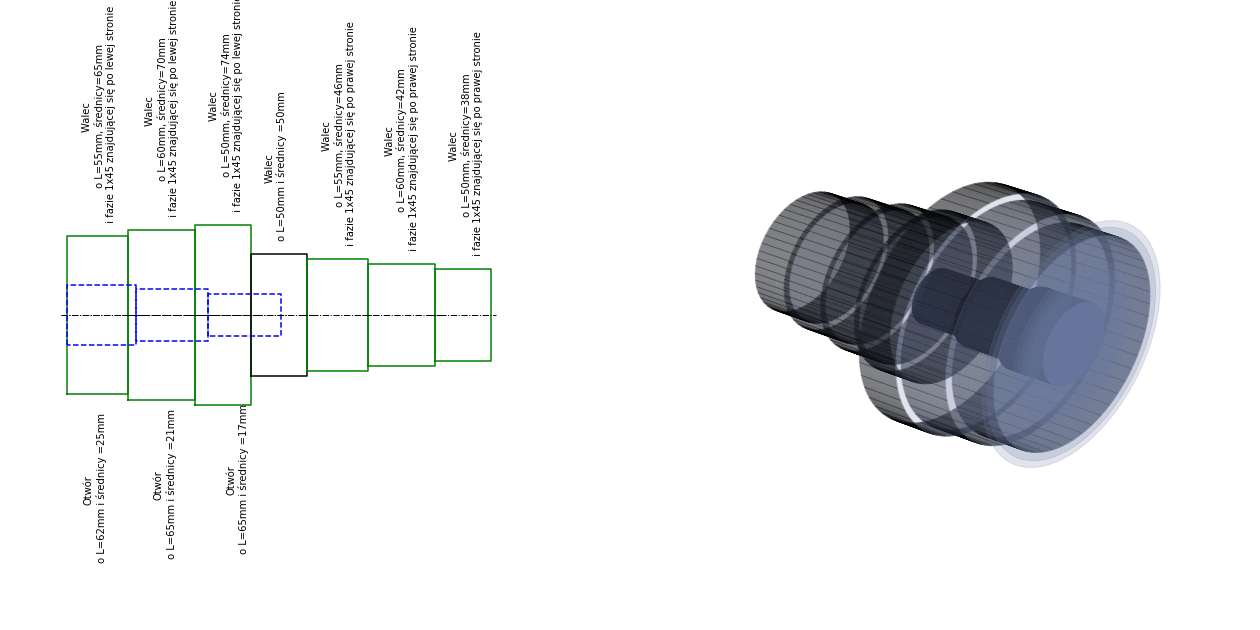 Walec
o L=55mm, średnicy=65mm
i fazie 1x45 znajdującej się po lewej stronie
Walec
o L=60mm, średnicy=70mm
i fazie 1x45 znajdującej się po lewej stronie
Walec
o L=50mm, średnicy=74mm
i fazie 1x45 znajdującej się po lewej stronie
Walec
o L=50mm i średnicy =50mm
Walec
o L=55mm, średnicy=46mm
i fazie 1x45 znajdującej się po prawej stronie
Walec
o L=60mm, średnicy=42mm
i fazie 1x45 znajdującej się po prawej stronie
Walec
o L=50mm, średnicy=38mm
i fazie 1x45 znajdującej się po prawej stronie
Otwór
o L=62mm i średnicy =25mm
Otwór
o L=65mm i średnicy =21mm
Otwór
o L=65mm i średnicy =17mm